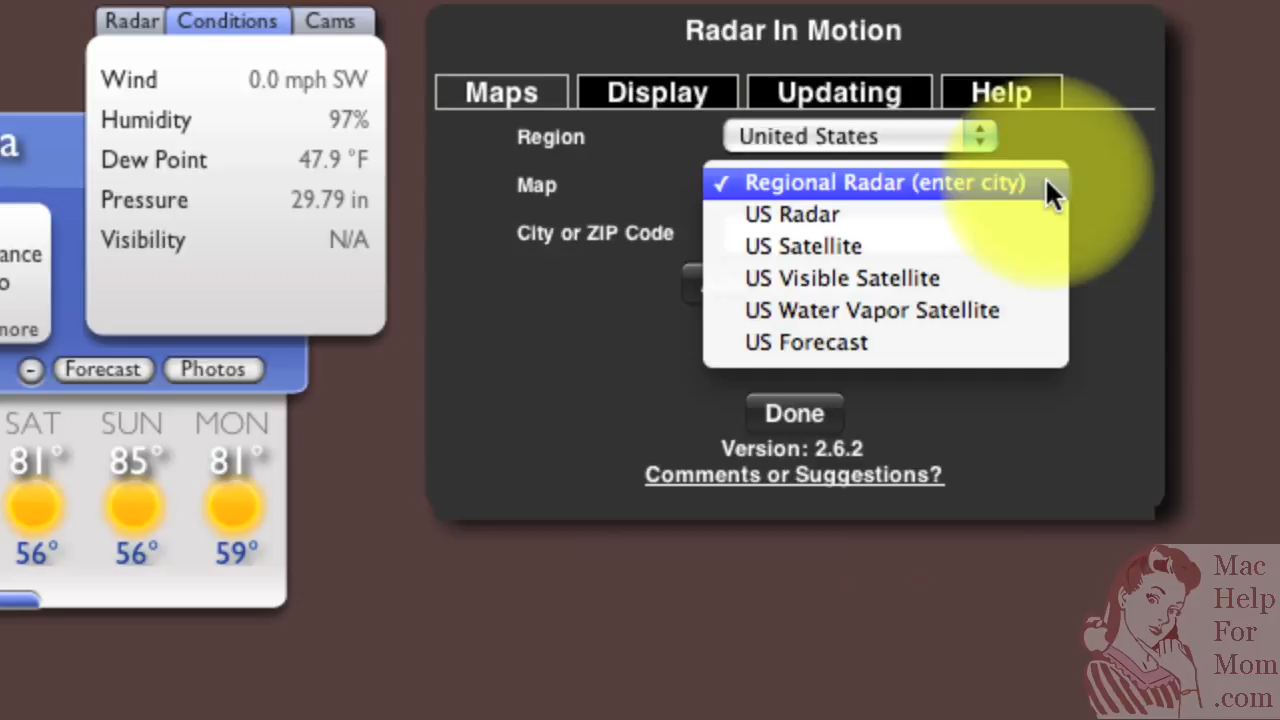 Radar Conditions Cams
Wind 0.0 mph SW
Humidity 97%
Dew Point 47.9 °F
Pressure 29.79 in
Visibility N/A
a
ance
o
more
- Forecast Photos
SAT SUN MON
81° 85° 81°
56° 56° 59°
Radar In Motion
Maps Display Updating Help
Region United States
Map
✓ Regional Radar (enter city)
US Radar
US Satellite
US Visible Satellite
US Water Vapor Satellite
US Forecast
City or ZIP Code
Done
Version: 2.6.2
Comments or Suggestions?
Mac
Help
For
Mom
.com